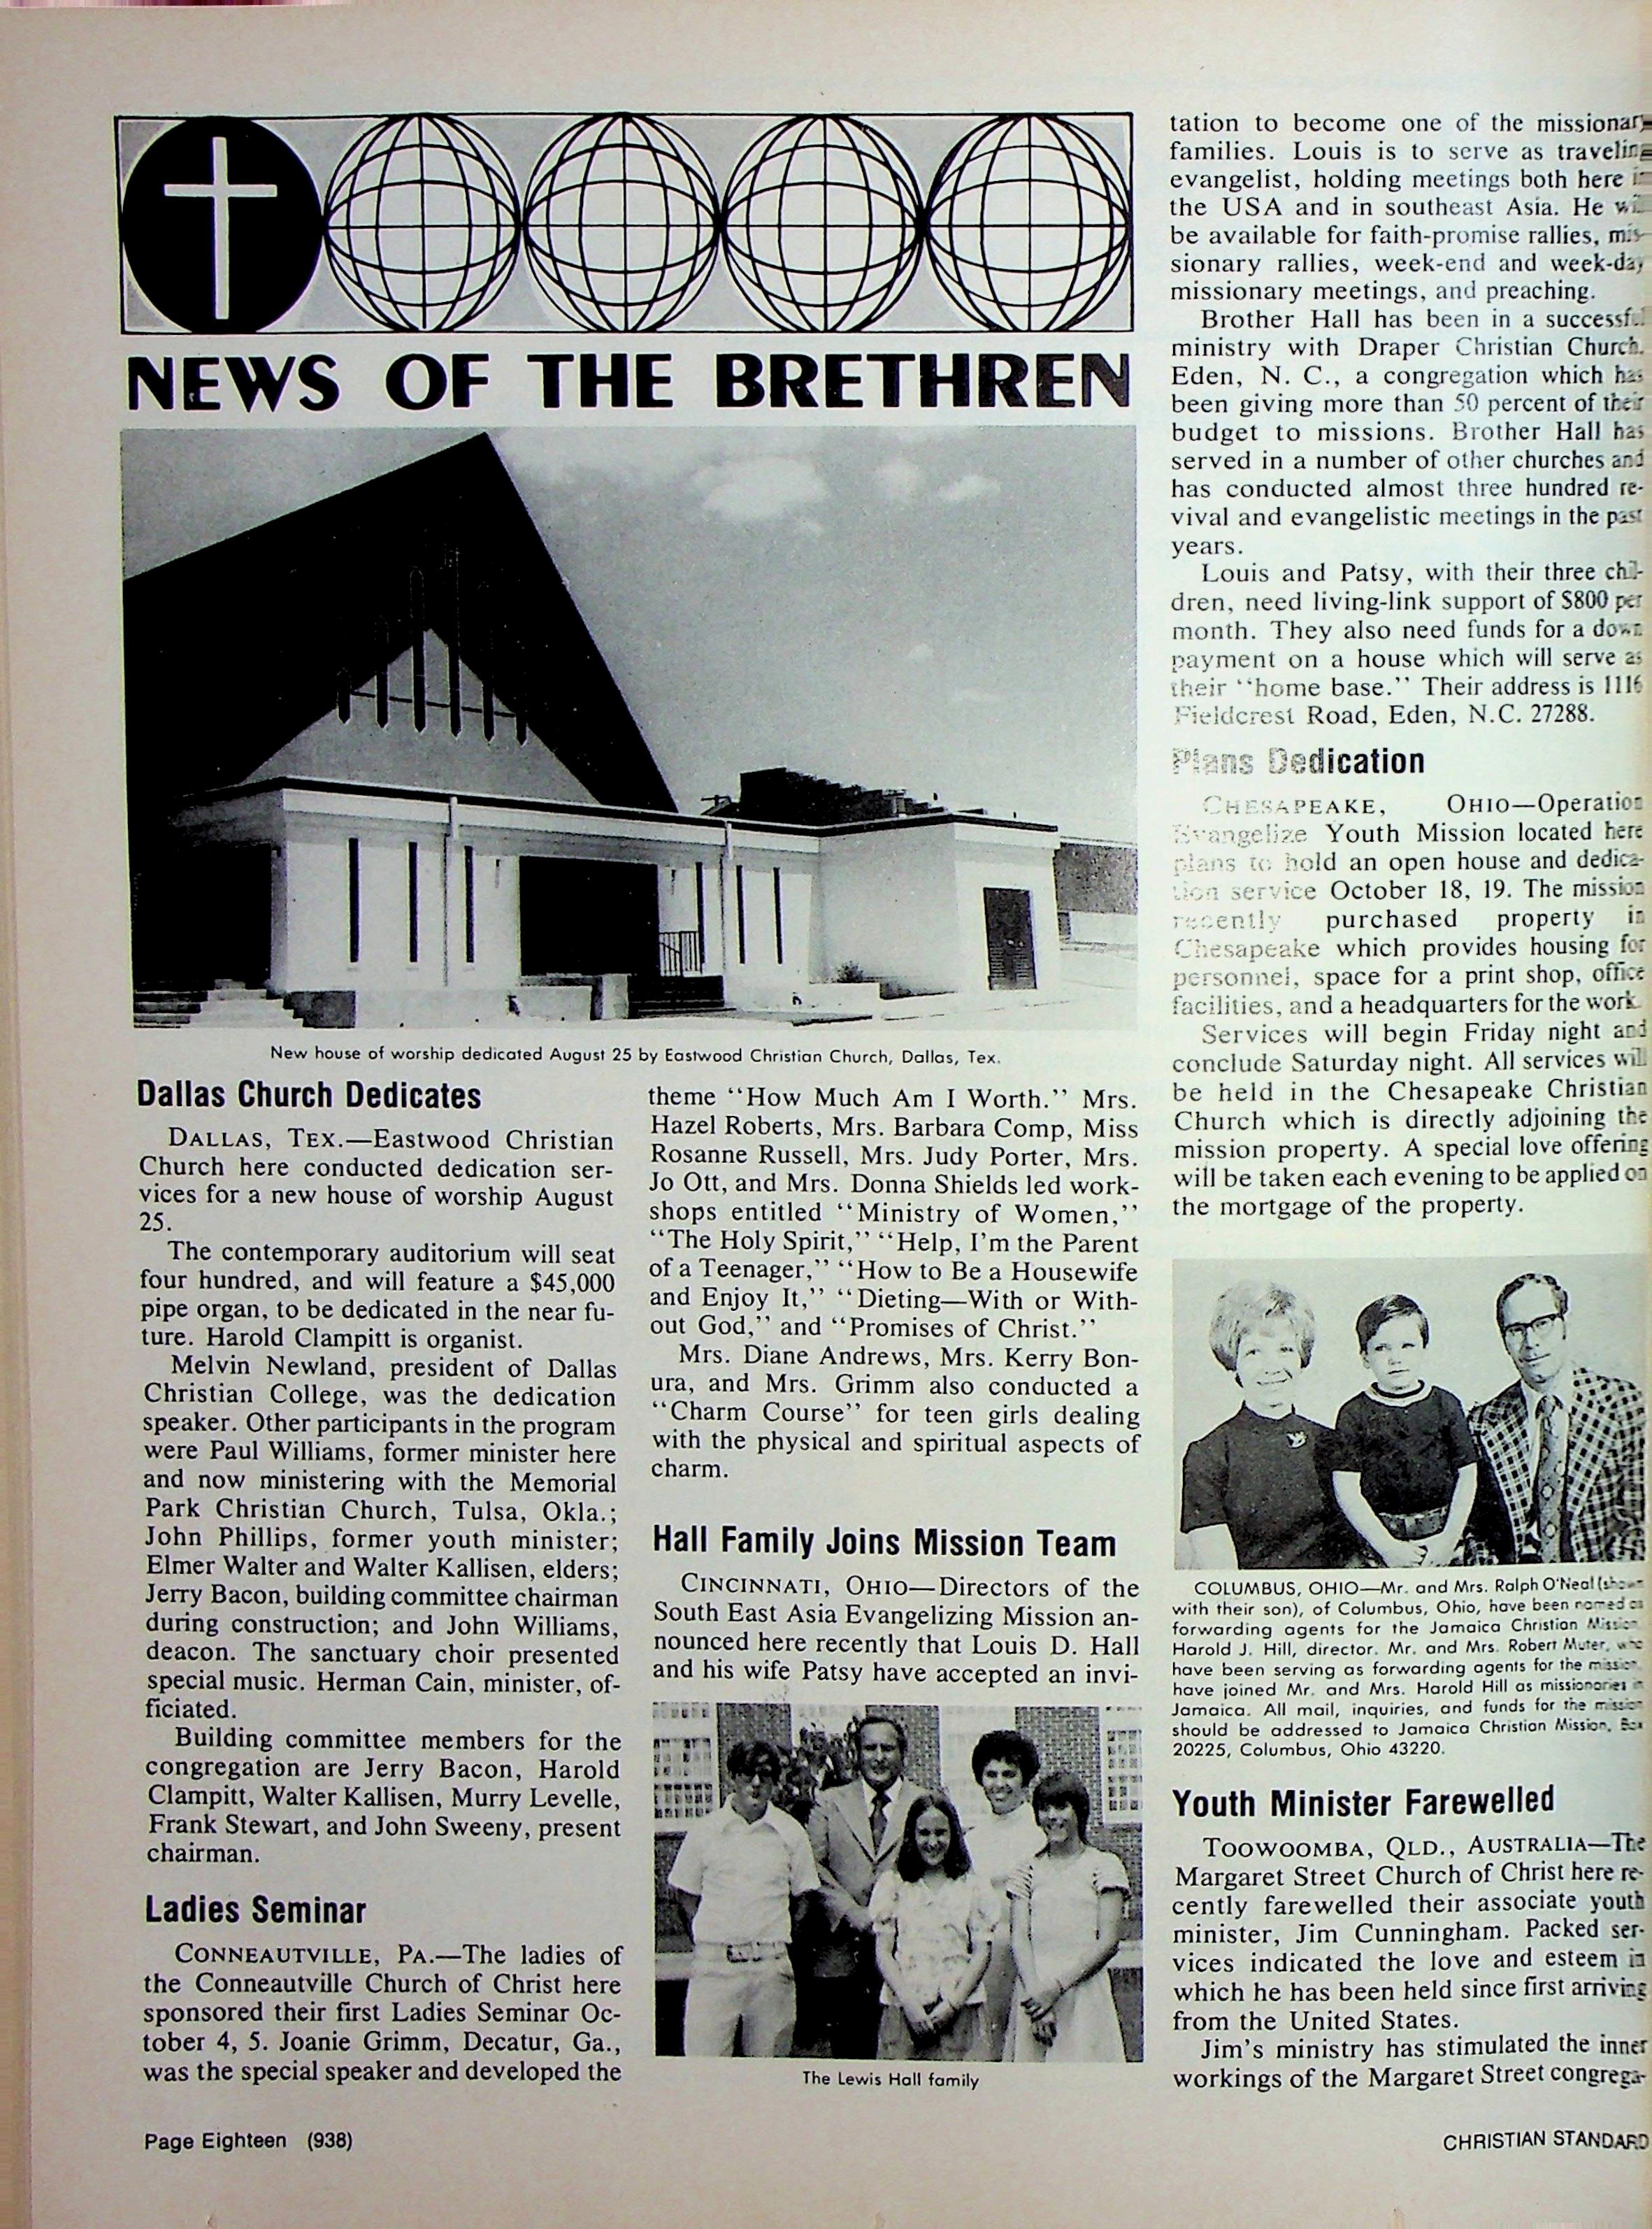 NEWS OF THE BRETHREN
New house of worship dedicated August 25 by Eastwood Christian Church, Dallas, Tex.
Dallas Church Dedicates
DALLAS, TEX.—Eastwood Christian
Church here conducted dedication ser-
vices for a new house of worship August
25.
The contemporary auditorium will seat
four hundred, and will feature a $45,000
pipe organ, to be dedicated in the near fu-
ture. Harold Clampitt is organist.
Melvin Newland, president of Dallas
Christian College, was the dedication
speaker. Other participants in the program
were Paul Williams, former minister here
and now ministering with the Memorial
Park Christian Church, Tulsa, Okla.;
John Phillips, former youth minister;
Elmer Walter and Walter Kallisen, elders;
Jerry Bacon, building committee chairman
during construction; and John Williams,
deacon. The sanctuary choir presented
special music. Herman Cain, minister, of-
ficiated.
Building committee members for the
congregation are Jerry Bacon, Harold
Clampitt, Walter Kallisen, Murry Levelle,
Frank Stewart, and John Sweeny, present
chairman.
Ladies Seminar
CONNEAUTVILLE, PA.—The ladies of
the Conneautville Church of Christ here
sponsored their first Ladies Seminar Oc-
tober 4, 5. Joanie Grimm, Decatur, Ga.,
was the special speaker and developed the
theme ‘‘How Much Am I Worth.’’ Mrs.
Hazel Roberts, Mrs. Barbara Comp, Miss
Rosanne Russell, Mrs. Judy Porter, Mrs.
Jo Ott, and Mrs. Donna Shields led work-
shops entitled ‘‘Ministry of Women,’’
‘‘The Holy Spirit,’’ ‘‘Help, I'm the Parent
of a Teenager,’’ ‘‘How to Be a Housewife
and Enjoy It,’’ ‘‘Dieting—With or With-
out God,’’ and ‘‘Promises of Christ.’’
Mrs. Diane Andrews, Mrs. Kerry Bon-
ura, and Mrs. Grimm also conducted a
‘‘Charm Course’’ for teen girls dealing
with the physical and spiritual aspects of
charm.
Hall Family Joins Mission Team
CINCINNATI, OHIO—Directors of the
South East Asia Evangelizing Mission an-
nounced here recently that Louis D. Hall
and his wife Patsy have accepted an invi-
The Lewis Hall family
tation to become one of the missionary
families. Louis is to serve as traveling
evangelist, holding meetings both here in
the USA and in southeast Asia. He will
be available for faith-promise rallies, mis-
sionary rallies, week-end and week-day
missionary meetings, and preaching.
Brother Hall has been in a successful
ministry with Draper Christian Church,
Eden, N. C., a congregation which has
been giving more than 50 percent of their
budget to missions. Brother Hall has
served in a number of other churches and
has conducted almost three hundred re-
vival and evangelistic meetings in the past
years.
Louis and Patsy, with their three chil-
dren, need living-link support of $800 per
month. They also need funds for a down
payment on a house which will serve as
their ‘‘home base.’’ Their address is 1116
Fieldcrest Road, Eden, N.C. 27288.
Plans Dedication
CHESAPEAKE, OHIO—Operation
Evangelize Youth Mission located here
plans to hold an open house and dedica-
tion service October 18, 19. The mission
recently purchased property in
Chesapeake which provides housing for
personnel, space for a print shop, office
facilities, and a headquarters for the work.
Services will begin Friday night and
conclude Saturday night. All services will
be held in the Chesapeake Christian
Church which is directly adjoining the
mission property. A special love offering
will be taken each evening to be applied on
the mortgage of the property.
COLUMBUS, OHIO—Mr. and Mrs. Ralph O'Neal (shown
with their son), of Columbus, Ohio, have been named as
forwarding agents for the Jamaica Christian Mission
Harold J. Hill, director. Mr. and Mrs. Robert Muter, who
have been serving as forwarding agents for the mission,
have joined Mr. and Mrs. Harold Hill as missionaries in
Jamaica. All mail, inquiries, and funds for the mission
should be addressed to Jamaica Christian Mission, Box
20225, Columbus, Ohio 43220.
Youth Minister Farewelled
TOOWOOMBA, QLD., AUSTRALIA—The
Margaret Street Church of Christ here re-
cently farewelled their associate youth
minister, Jim Cunningham. Packed ser-
vices indicated the love and esteem in
which he has been held since first arriving
from the United States.
Jim's ministry has stimulated the inner
workings of the Margaret Street congrega-
Page Eighteen (938)
CHRISTIAN STANDARD